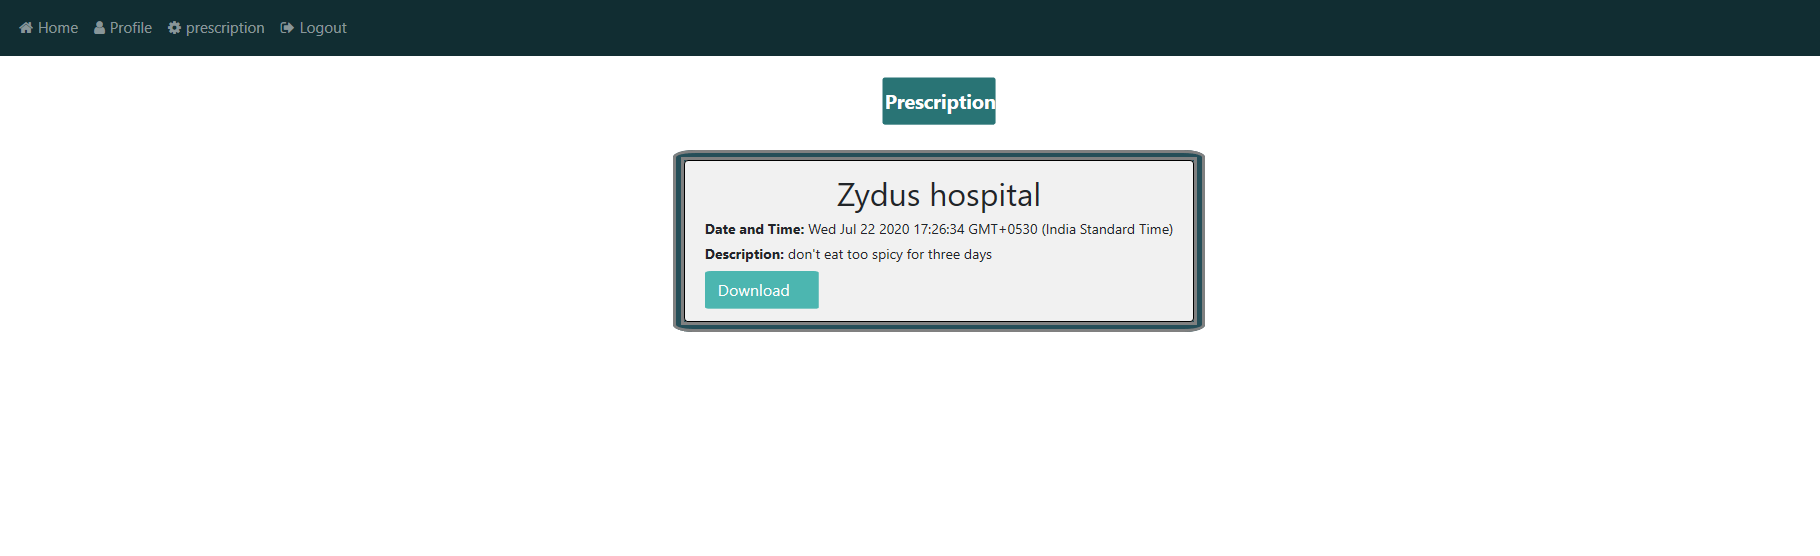 Home Profile prescription Logout
Prescription
Zydus hospital
Date and Time: Wed Jul 22 2020 17:26:34 GMT+0530 (India Standard Time)
Description: don't eat too spicy for three days
Download